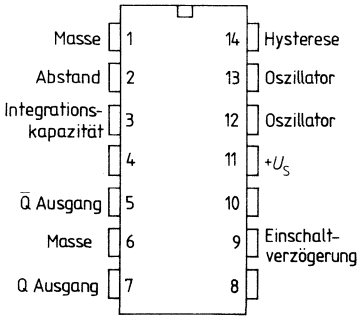 Masse 1 14 Hysterese
Abstand 2 13 Oszillator
Integrations-
kapazität 3 12 Oszillator
4 11 +U_S
Q̅ Ausgang 5 10
Masse 6 9 Einschalt-
verzögerung
Q Ausgang 7 8